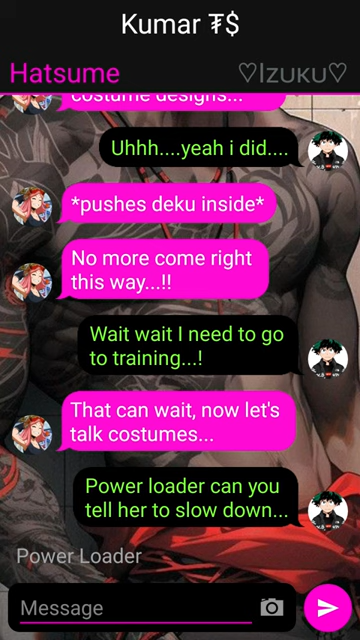 Kumar ₮$
Hatsume
♡Iᴢᴜᴋᴜ♡
costume designs...
Uhhh....yeah i did....
*pushes deku inside*
No more come right
this way...!!
Wait wait I need to go
to training...!
That can wait, now let's
talk costumes...
Power loader can you
tell her to slow down...
Power Loader
Message